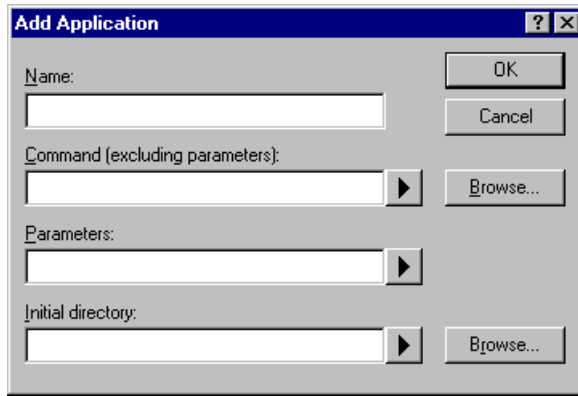 Add Application
Name:
OK
Cancel
Command (excluding parameters):
Browse...
Parameters:
Initial directory:
Browse...